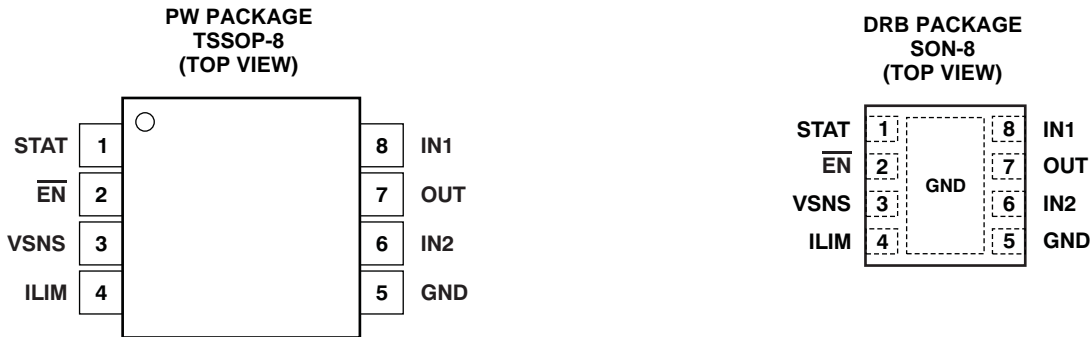 PW PACKAGE
TSSOP-8
(TOP VIEW)
STAT 1 8 IN1
E̅N̅ 2 7 OUT
VSNS 3 6 IN2
ILIM 4 5 GND
DRB PACKAGE
SON-8
(TOP VIEW)
STAT 1 8 IN1
E̅N̅ 2 7 OUT
GND
VSNS 3 6 IN2
ILIM 4 5 GND